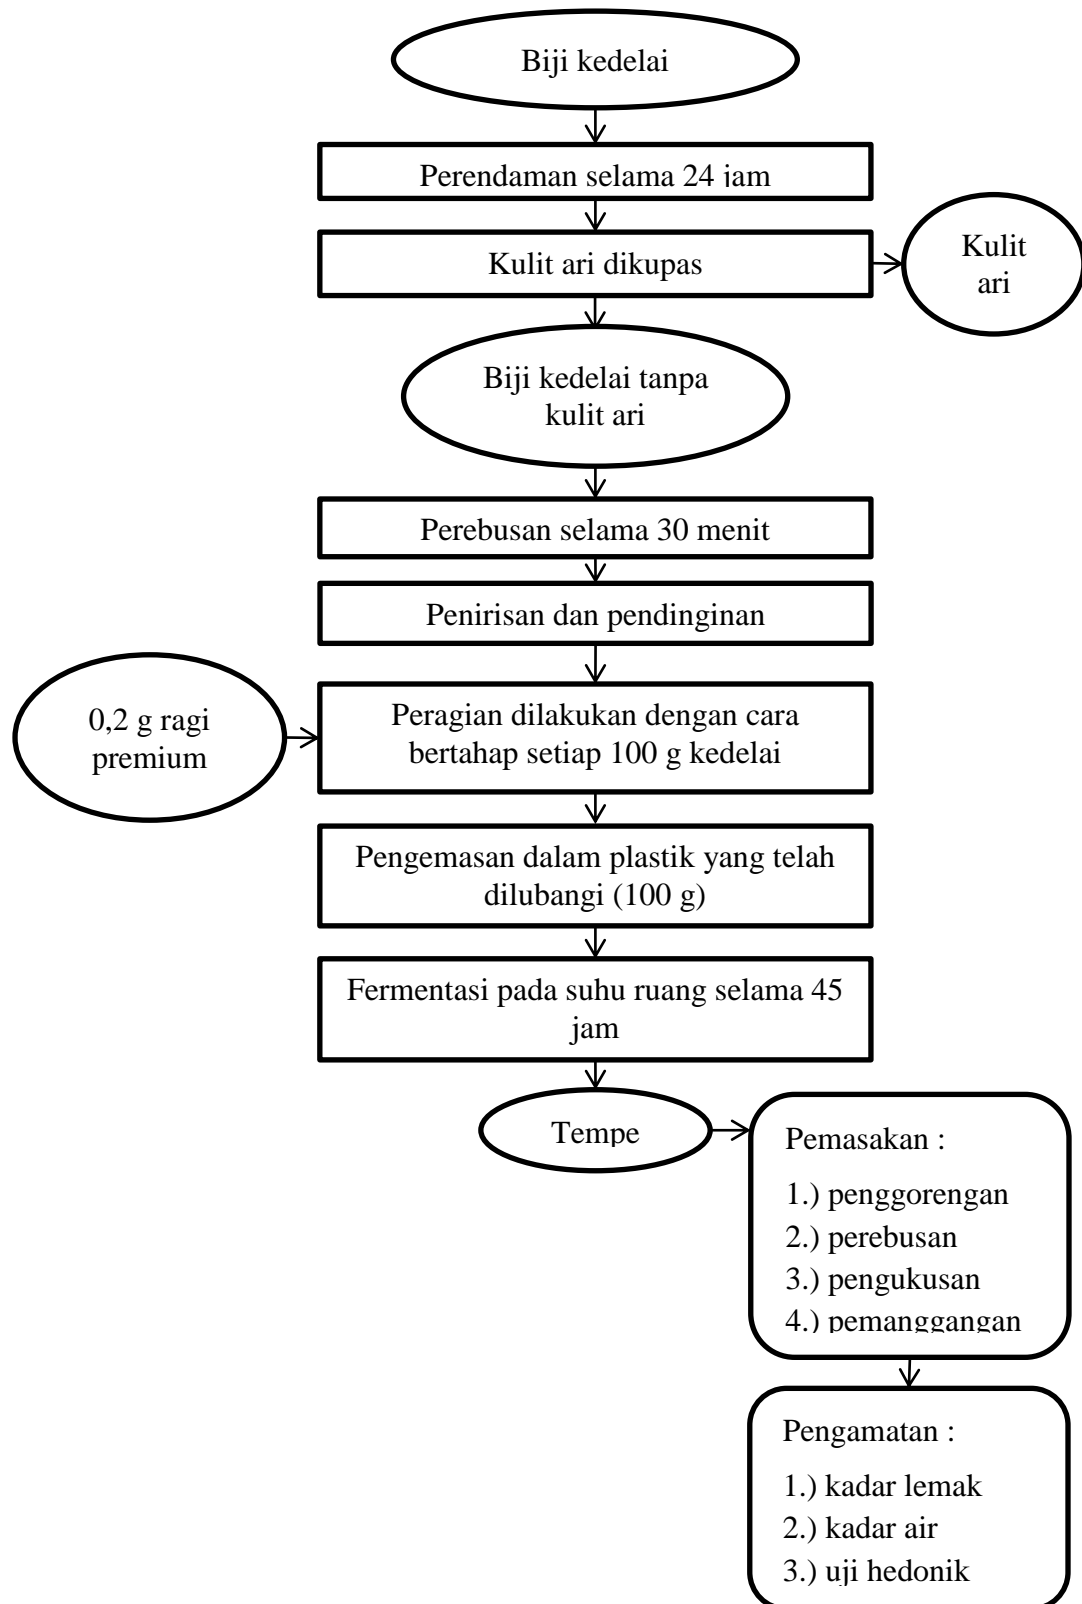 Biji kedelai
Perendaman selama 24 jam
Kulit ari dikupas
Kulit
ari
Biji kedelai tanpa
kulit ari
Perebusan selama 30 menit
Penirisan dan pendinginan
0,2 g ragi
premium
Peragian dilakukan dengan cara
bertahap setiap 100 g kedelai
Pengemasan dalam plastik yang telah
dilubangi (100 g)
Fermentasi pada suhu ruang selama 45
jam
Tempe
Pemasakan :
1.) penggorengan
2.) perebusan
3.) pengukusan
4.) pemanggangan
Pengamatan :
1.) kadar lemak
2.) kadar air
3.) uji hedonik